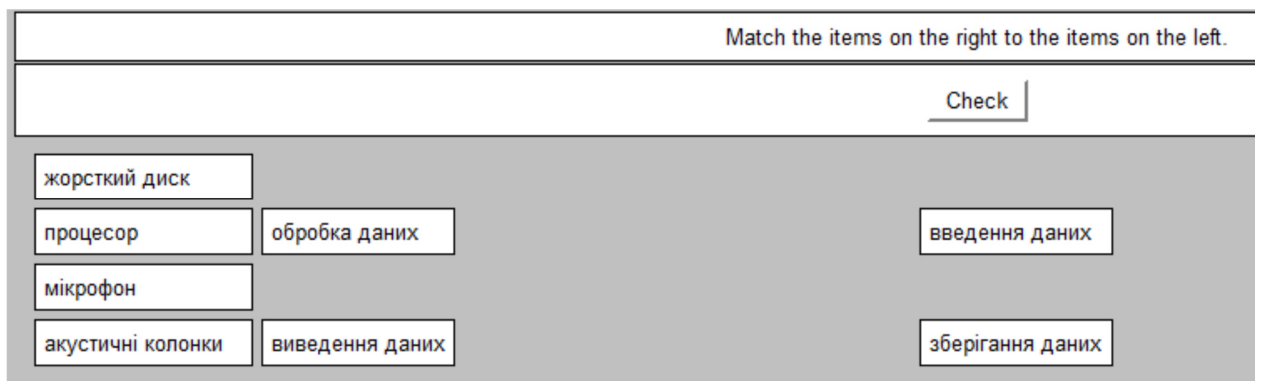 Match the items on the right to the items on the left.
Check
жорсткий диск
процесор обробка даних введення даних
мікрофон
акустичні колонки виведення даних зберігання даних